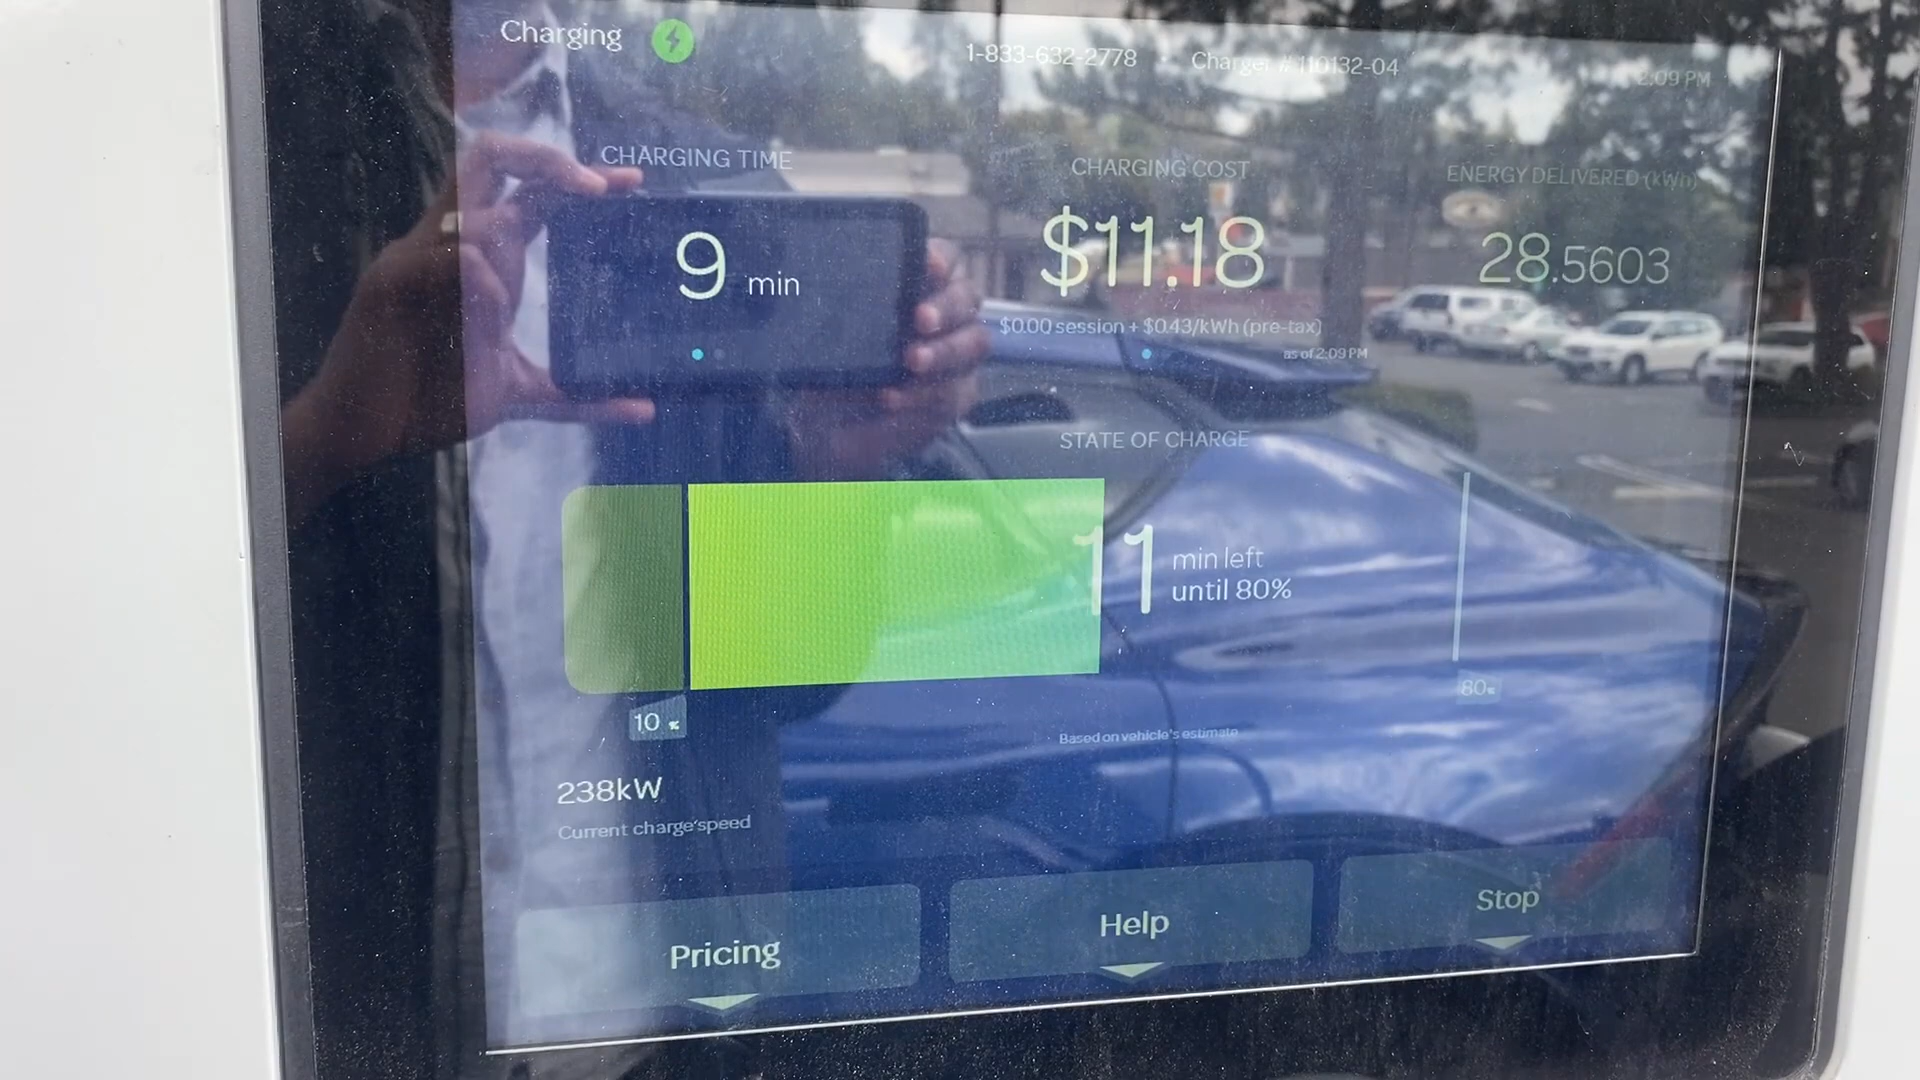 Charging
1-833-632-2778 · Charger # 110132-04
2:09 PM
CHARGING TIME
9 min
CHARGING COST
$11.18
$0.00 session + $0.43/kWh (pre-tax)
as of 2:09 PM
ENERGY DELIVERED (kWh)
28.5603
STATE OF CHARGE
11 min left
until 80%
10 %
80%
Based on vehicle's estimate
238kW
Current charge speed
Pricing
Help
Stop